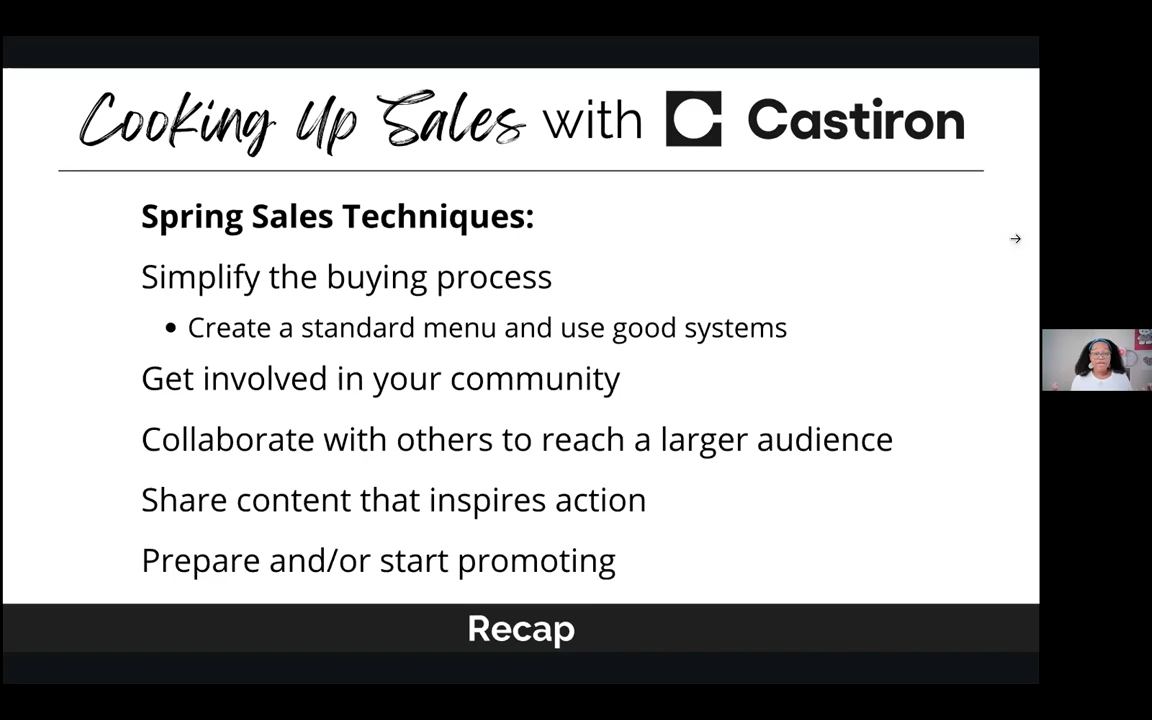 Cooking Up Sales with Castiron
Spring Sales Techniques:
Simplify the buying process
• Create a standard menu and use good systems
Get involved in your community
Collaborate with others to reach a larger audience
Share content that inspires action
Prepare and/or start promoting
Recap